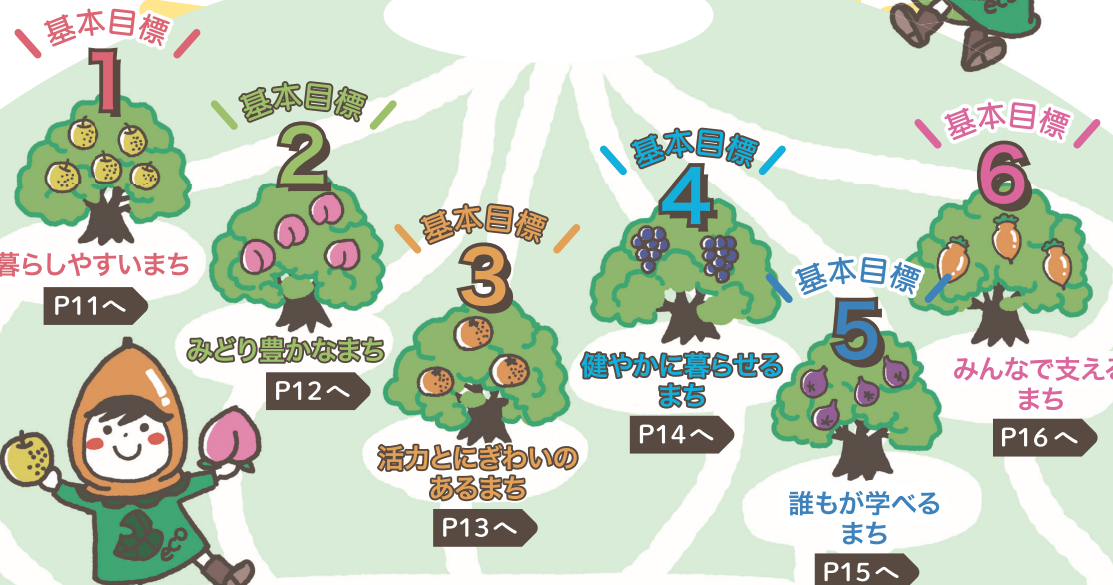 基本目標
1
暮らしやすいまち
P11へ
基本目標
2
みどり豊かなまち
P12へ
基本目標
3
活力とにぎわいの
あるまち
P13へ
基本目標
4
健やかに暮らせる
まち
P14へ
基本目標
5
誰もが学べる
まち
P15へ
基本目標
6
みんなで支える
まち
P16へ
eco
eco